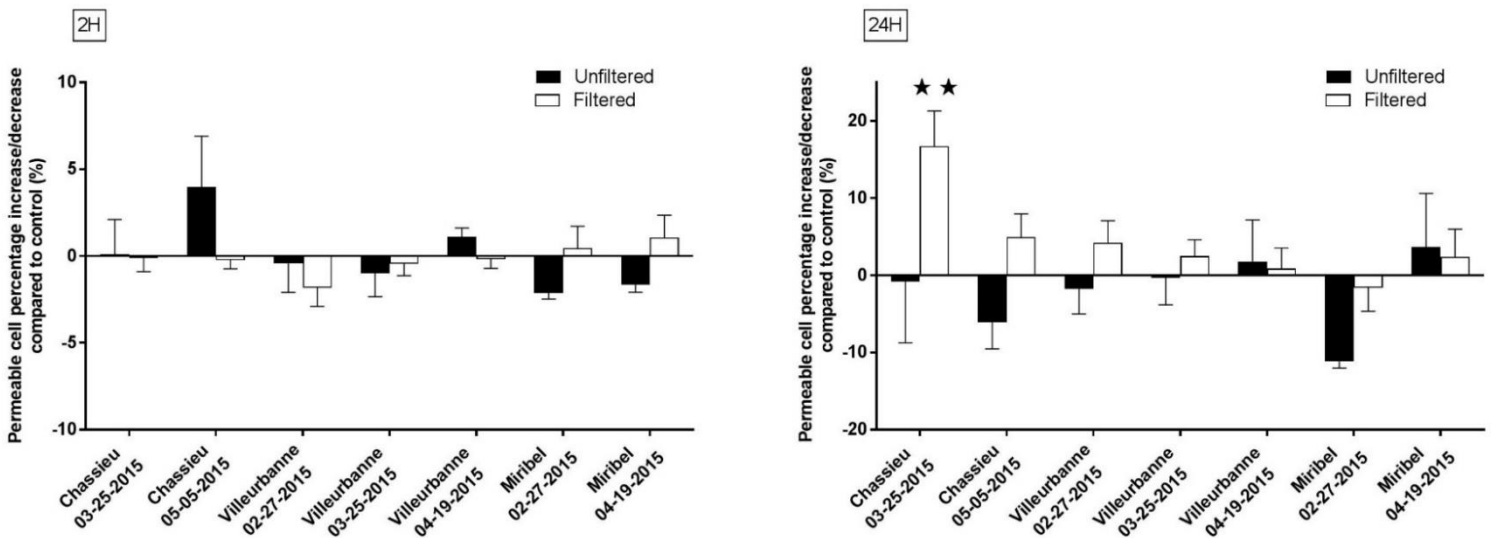 2H
Permeable cell percentage increase/decrease
compared to control (%)
10
5
0
-5
-10
Unfiltered
Filtered
Chassieu
03-25-2015
Chassieu
05-05-2015
Villeurbanne
02-27-2015
Villeurbanne
03-25-2015
Villeurbanne
04-19-2015
Miribel
02-27-2015
Miribel
04-19-2015
24H
Permeable cell percentage increase/decrease
compared to control (%)
20
10
0
-10
-20
★ ★
Unfiltered
Filtered
Chassieu
03-25-2015
Chassieu
05-05-2015
Villeurbanne
02-27-2015
Villeurbanne
03-25-2015
Villeurbanne
04-19-2015
Miribel
02-27-2015
Miribel
04-19-2015